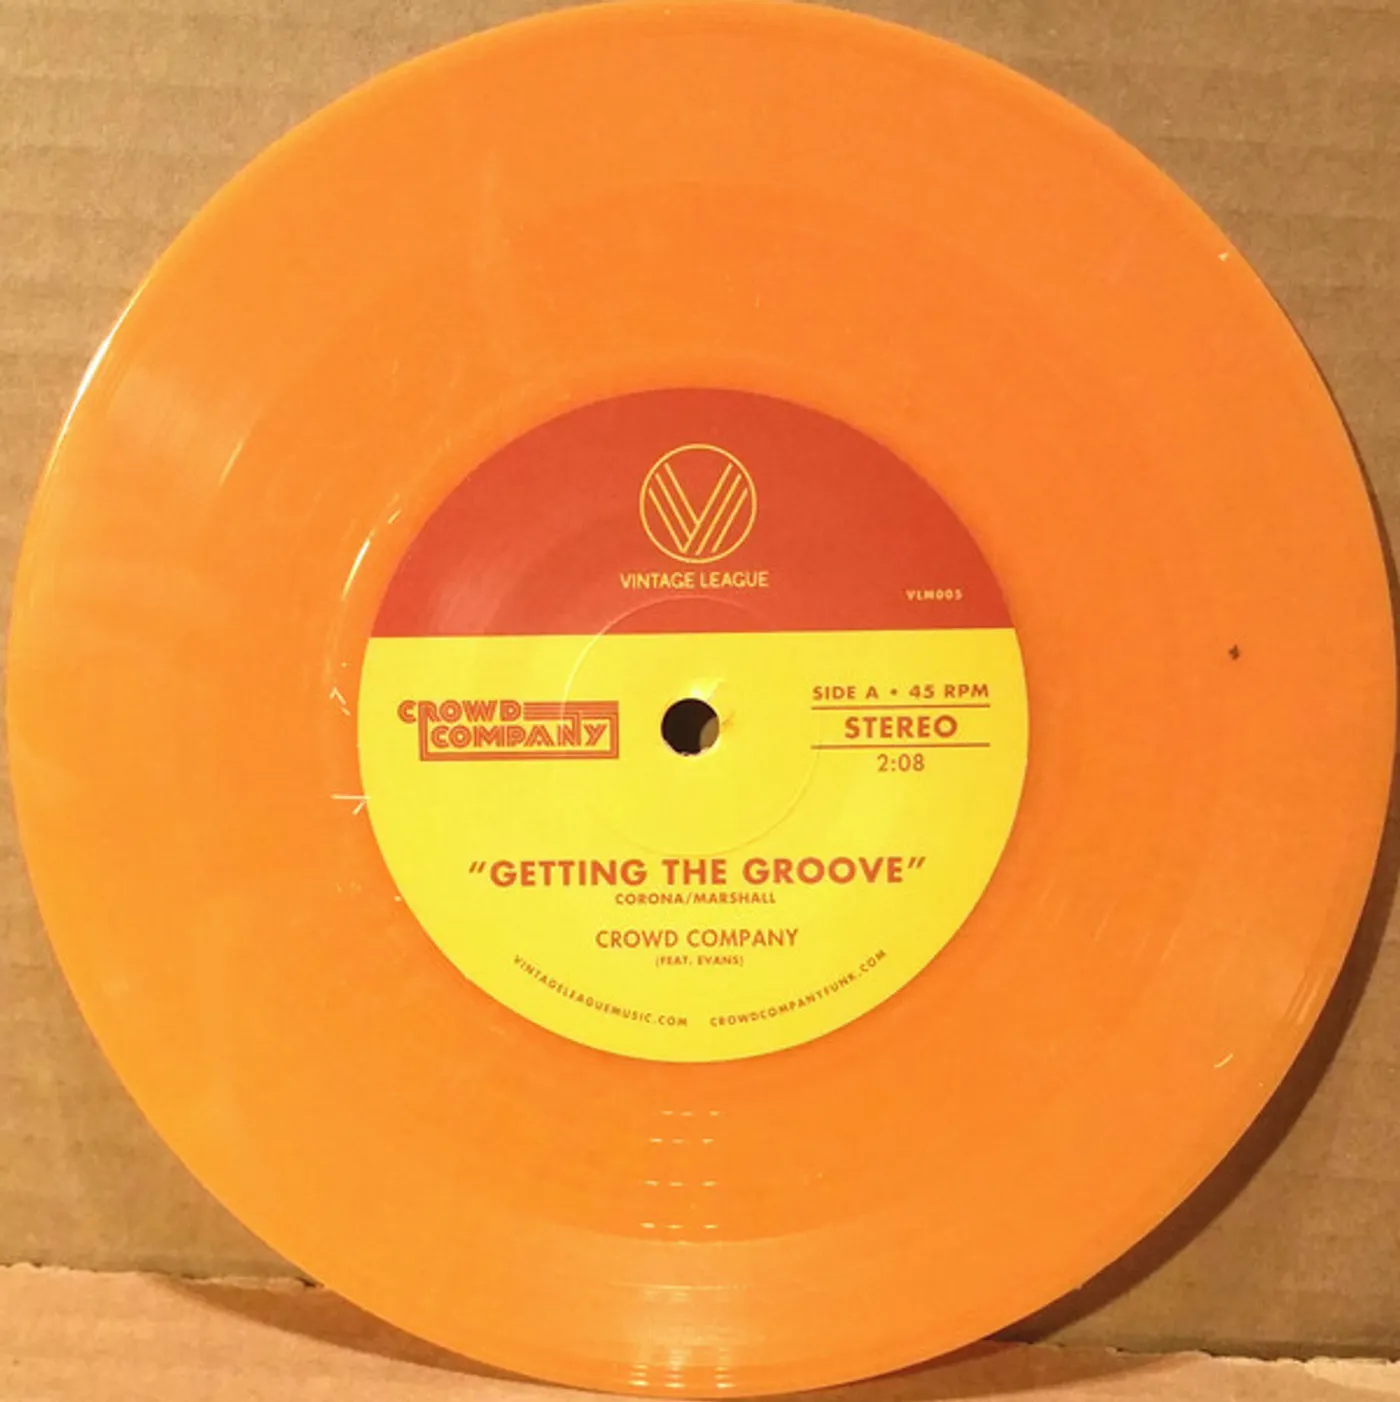 VINTAGE LEAGUE
VLM005
CROWD
COMPANY
SIDE A • 45 RPM
STEREO
2:08
"GETTING THE GROOVE"
CORONA/MARSHALL
CROWD COMPANY
(FEAT. EVANS)
VINTAGELEAGUEMUSIC.COM CROWDCOMPANYFUNK.COM